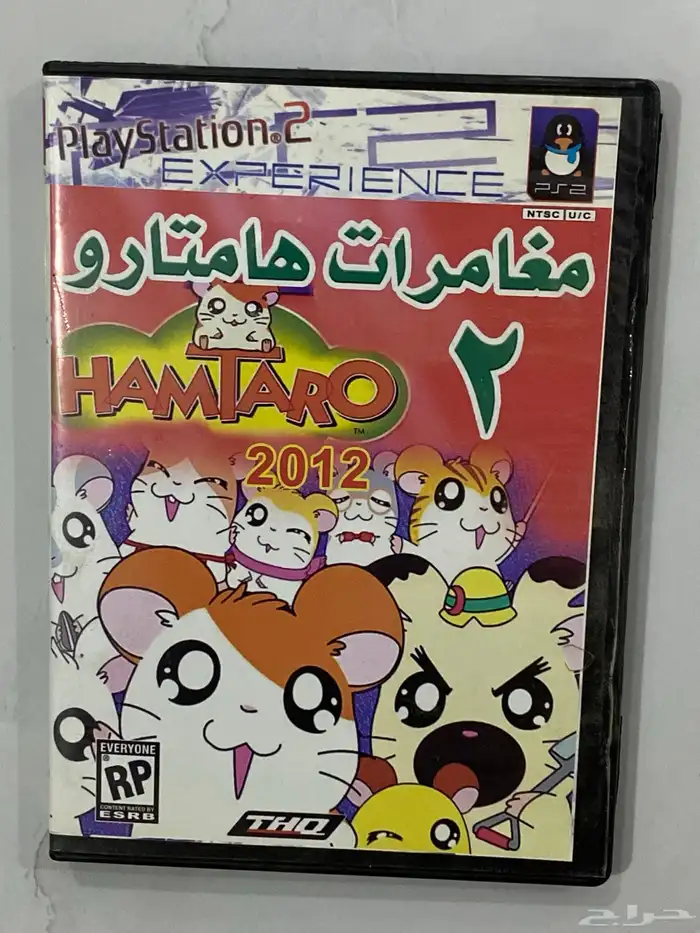 PlayStation.2
EXPERIENCE
PS2
NTSC U/C
مغامرات هامتارو
٢
HAMTARO
TM
2012
EVERYONE
RP
CONTENT RATED BY
ESRB
THQ
حراج